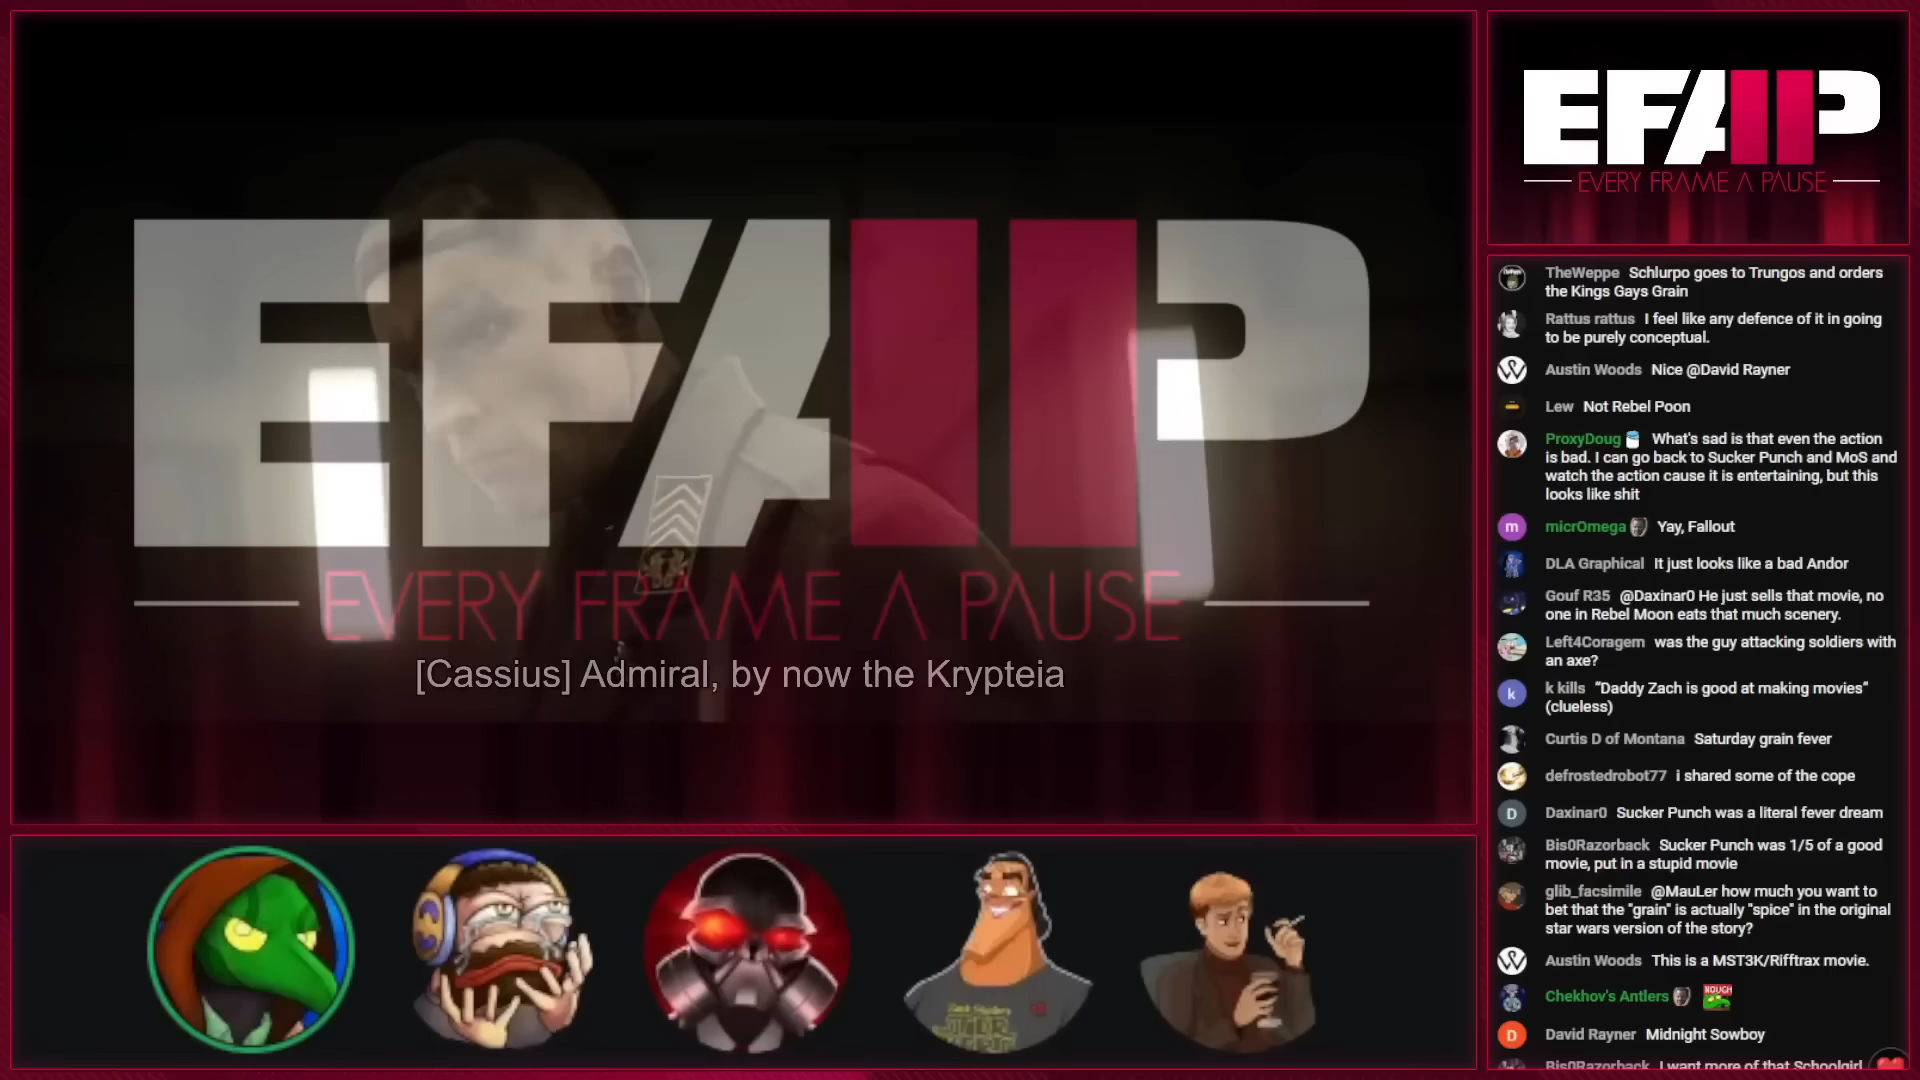 EFAP
EVERY FRAME A PAUSE
[Cassius] Admiral, by now the Krypteia
EFAP
EVERY FRAME A PAUSE
TheWeppe Schlurpo goes to Trungos and orders
the Kings Gays Grain
Rattus rattus I feel like any defence of it in going
to be purely conceptual.
Austin Woods Nice @David Rayner
Lew Not Rebel Poon
ProxyDoug What's sad is that even the action
is bad. I can go back to Sucker Punch and MoS and
watch the action cause it is entertaining, but this
looks like shit
m
micrOmega Yay, Fallout
DLA Graphical It just looks like a bad Andor
Gouf R35 @Daxinar0 He just sells that movie, no
one in Rebel Moon eats that much scenery.
Left4Coragem was the guy attacking soldiers with
an axe?
k
k kills “Daddy Zach is good at making movies”
(clueless)
Curtis D of Montana Saturday grain fever
defrostedrobot77 i shared some of the cope
D
Daxinar0 Sucker Punch was a literal fever dream
Bis0Razorback Sucker Punch was 1/5 of a good
movie, put in a stupid movie
glib_facsimile @MauLer how much you want to
bet that the "grain" is actually "spice" in the original
star wars version of the story?
Austin Woods This is a MST3K/Rifftrax movie.
Chekhov's Antlers NOUGH
D
David Rayner Midnight Sowboy
Bis0Razorback I want more of that Schoolgirl